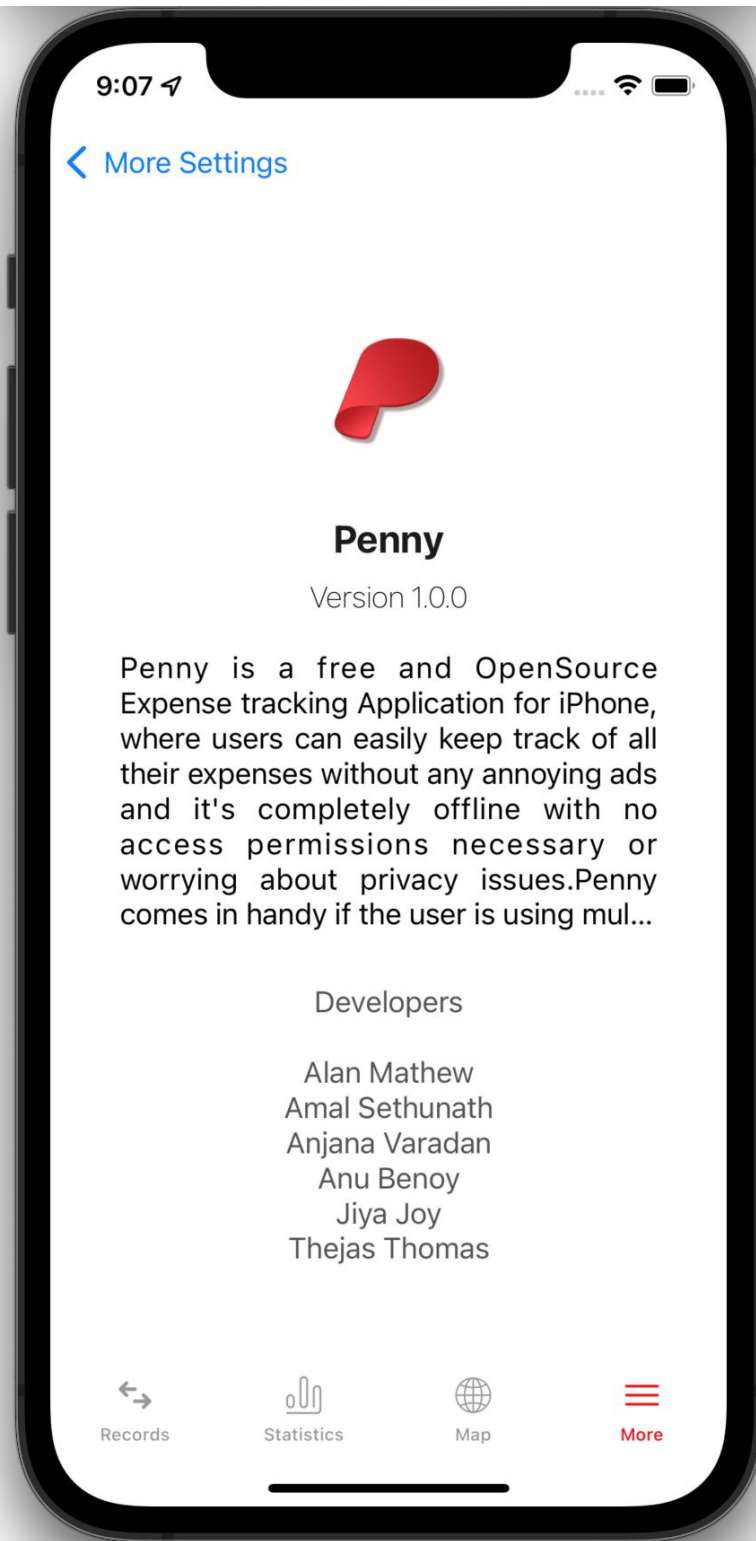 9:07
More Settings
Penny
Version 1.0.0
Penny is a free and OpenSource
Expense tracking Application for iPhone,
where users can easily keep track of all
their expenses without any annoying ads
and it's completely offline with no
access permissions necessary or
worrying about privacy issues.Penny
comes in handy if the user is using mul...
Developers
Alan Mathew
Amal Sethunath
Anjana Varadan
Anu Benoy
Jiya Joy
Thejas Thomas
Records Statistics Map More